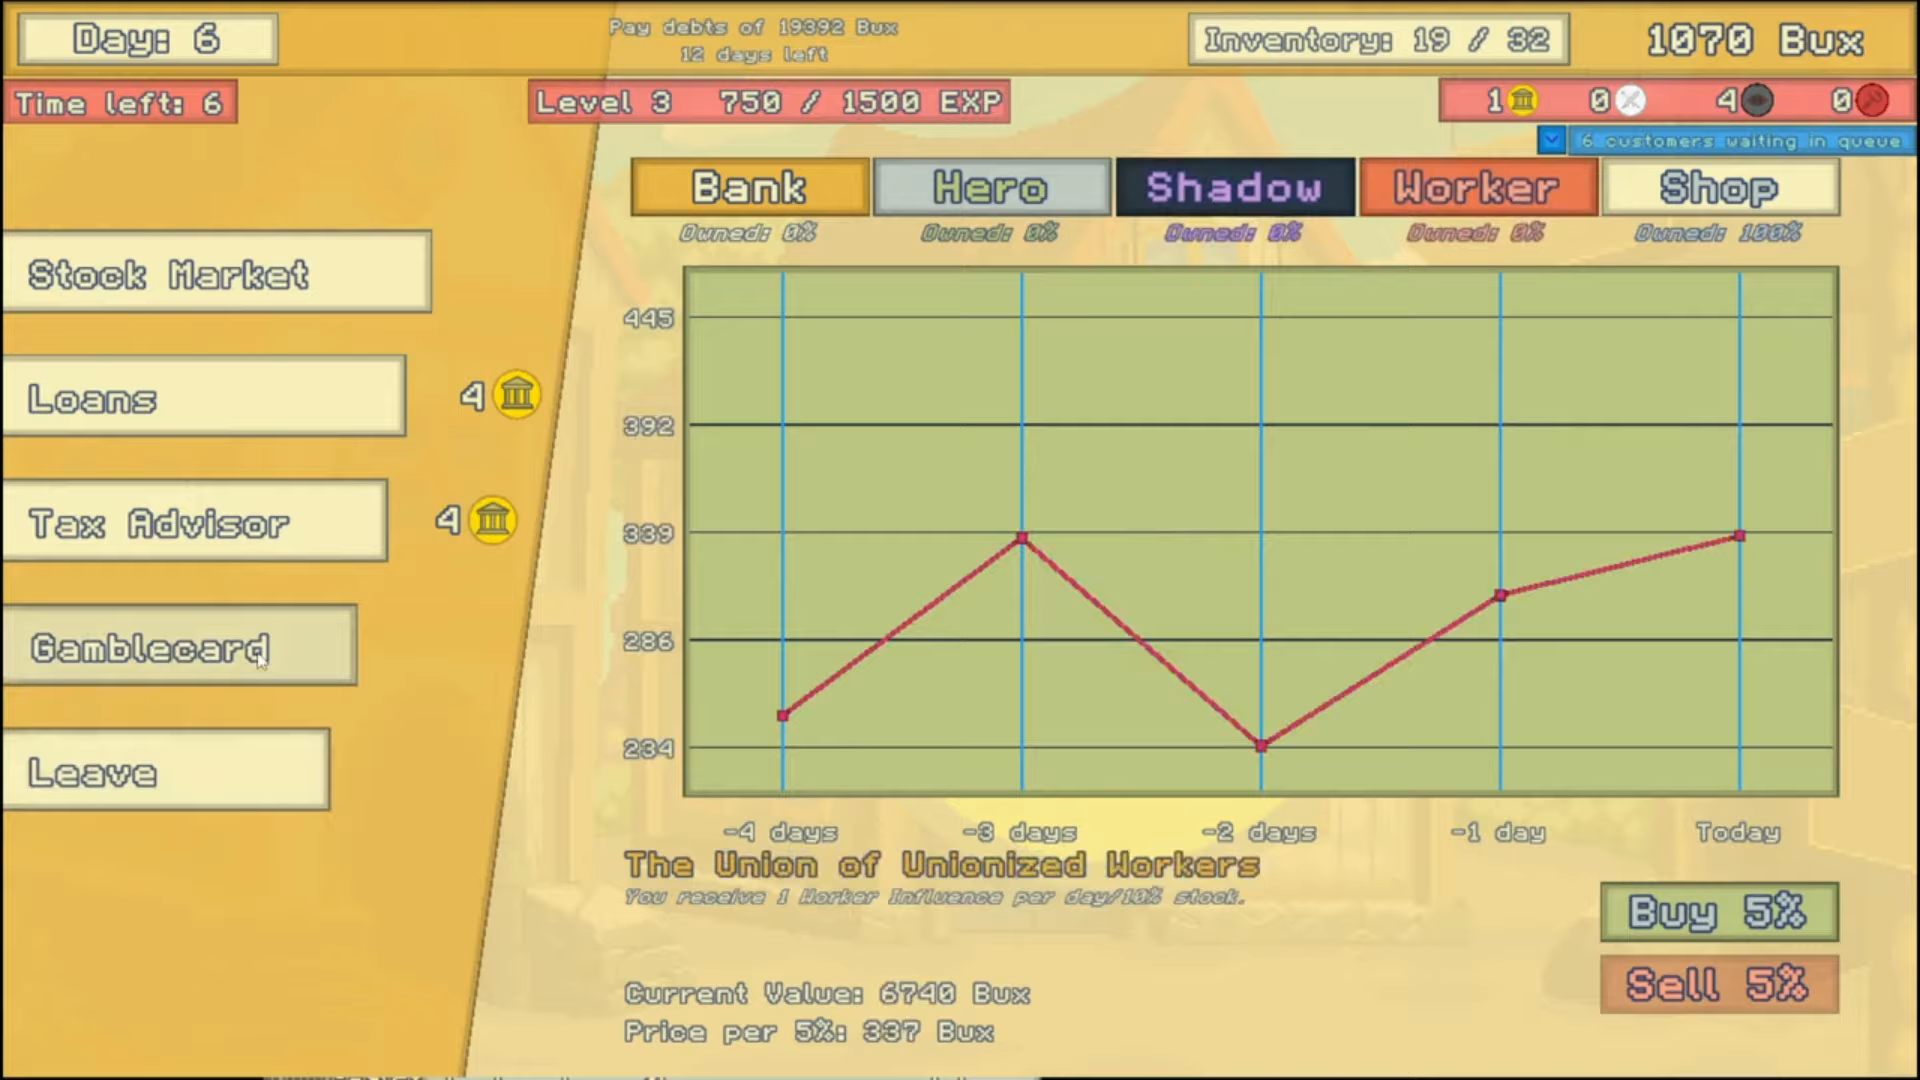 Day: 6
Pay debts of 19392 Bux
12 days left
Inventory: 19 / 32
1070 Bux
Time left: 6
Level 3 750 / 1500 EXP
1 0 4 0
6 customers waiting in queue
Bank Hero Shadow Worker Shop
Owned: 0% Owned: 0% Owned: 0% Owned: 0% Owned: 100%
Stock Market
Loans 4
Tax Advisor 4
Gamblecard
Leave
445
392
339
286
234
-4 days -3 days -2 days -1 day Today
The Union of Unionized Workers
You receive 1 Worker Influence per day/10% stock.
Buy 5%
Sell 5%
Current Value: 6740 Bux
Price per 5%: 337 Bux